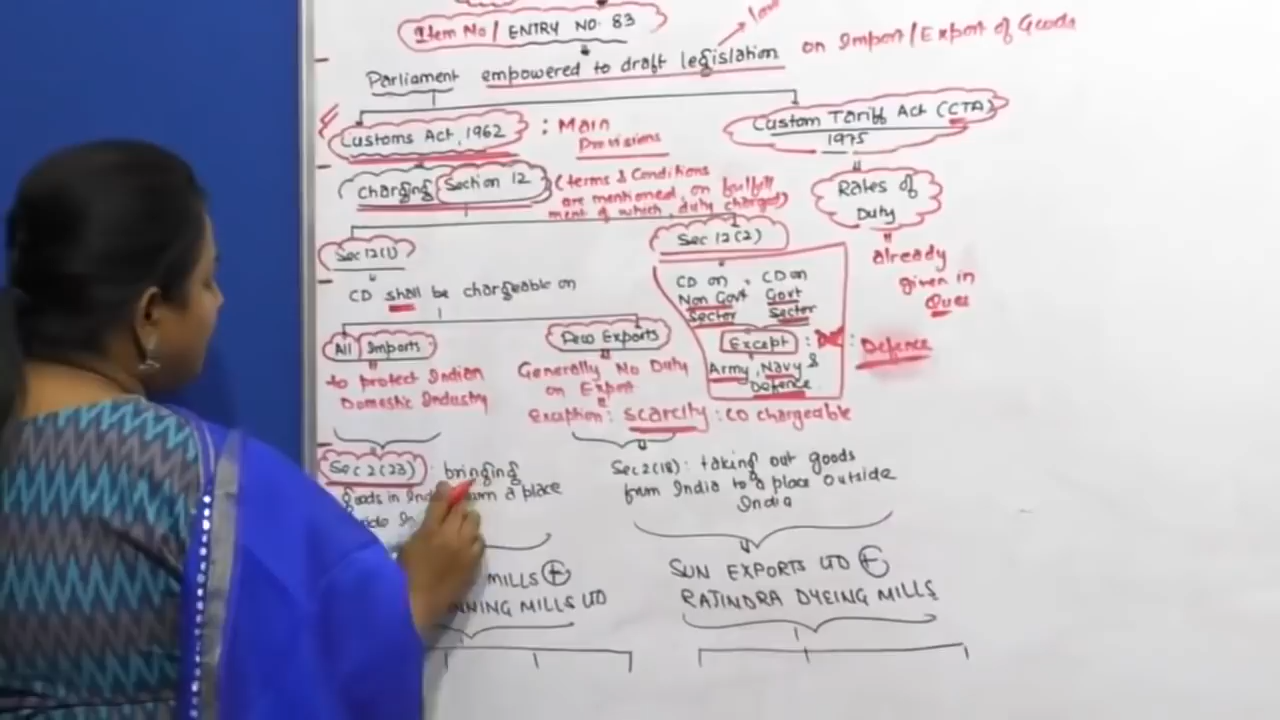 Item No / ENTRY NO. 83
law
Parliament empowered to draft legislation on Import/Export of Goods
Customs Act, 1962 : Main
Provisions
Custom Tariff Act (CTA)
1975
Charging Section 12
(terms & Conditions
are mentioned, on fulfill
ment of which, duty charged)
Rates of
Duty
already
given in
Ques
Sec 12(1)
CD shall be chargeable on
Sec 12(2)
CD on = CD on
Non Govt Govt
Sector Sector
Except : : Defence
Army, Navy &
Defence
All Imports
to protect Indian
Domestic Industry
Few Exports
Generally No Duty
on Export
Exception: scarcity : CD chargeable
Sec 2(23) : bringing
goods in a place
Sec 2(18): taking out goods
from India to a place outside
India
MILLS +
MILLS LTD
SUN EXPORTS LTD +
RAJINDRA DYEING MILLS